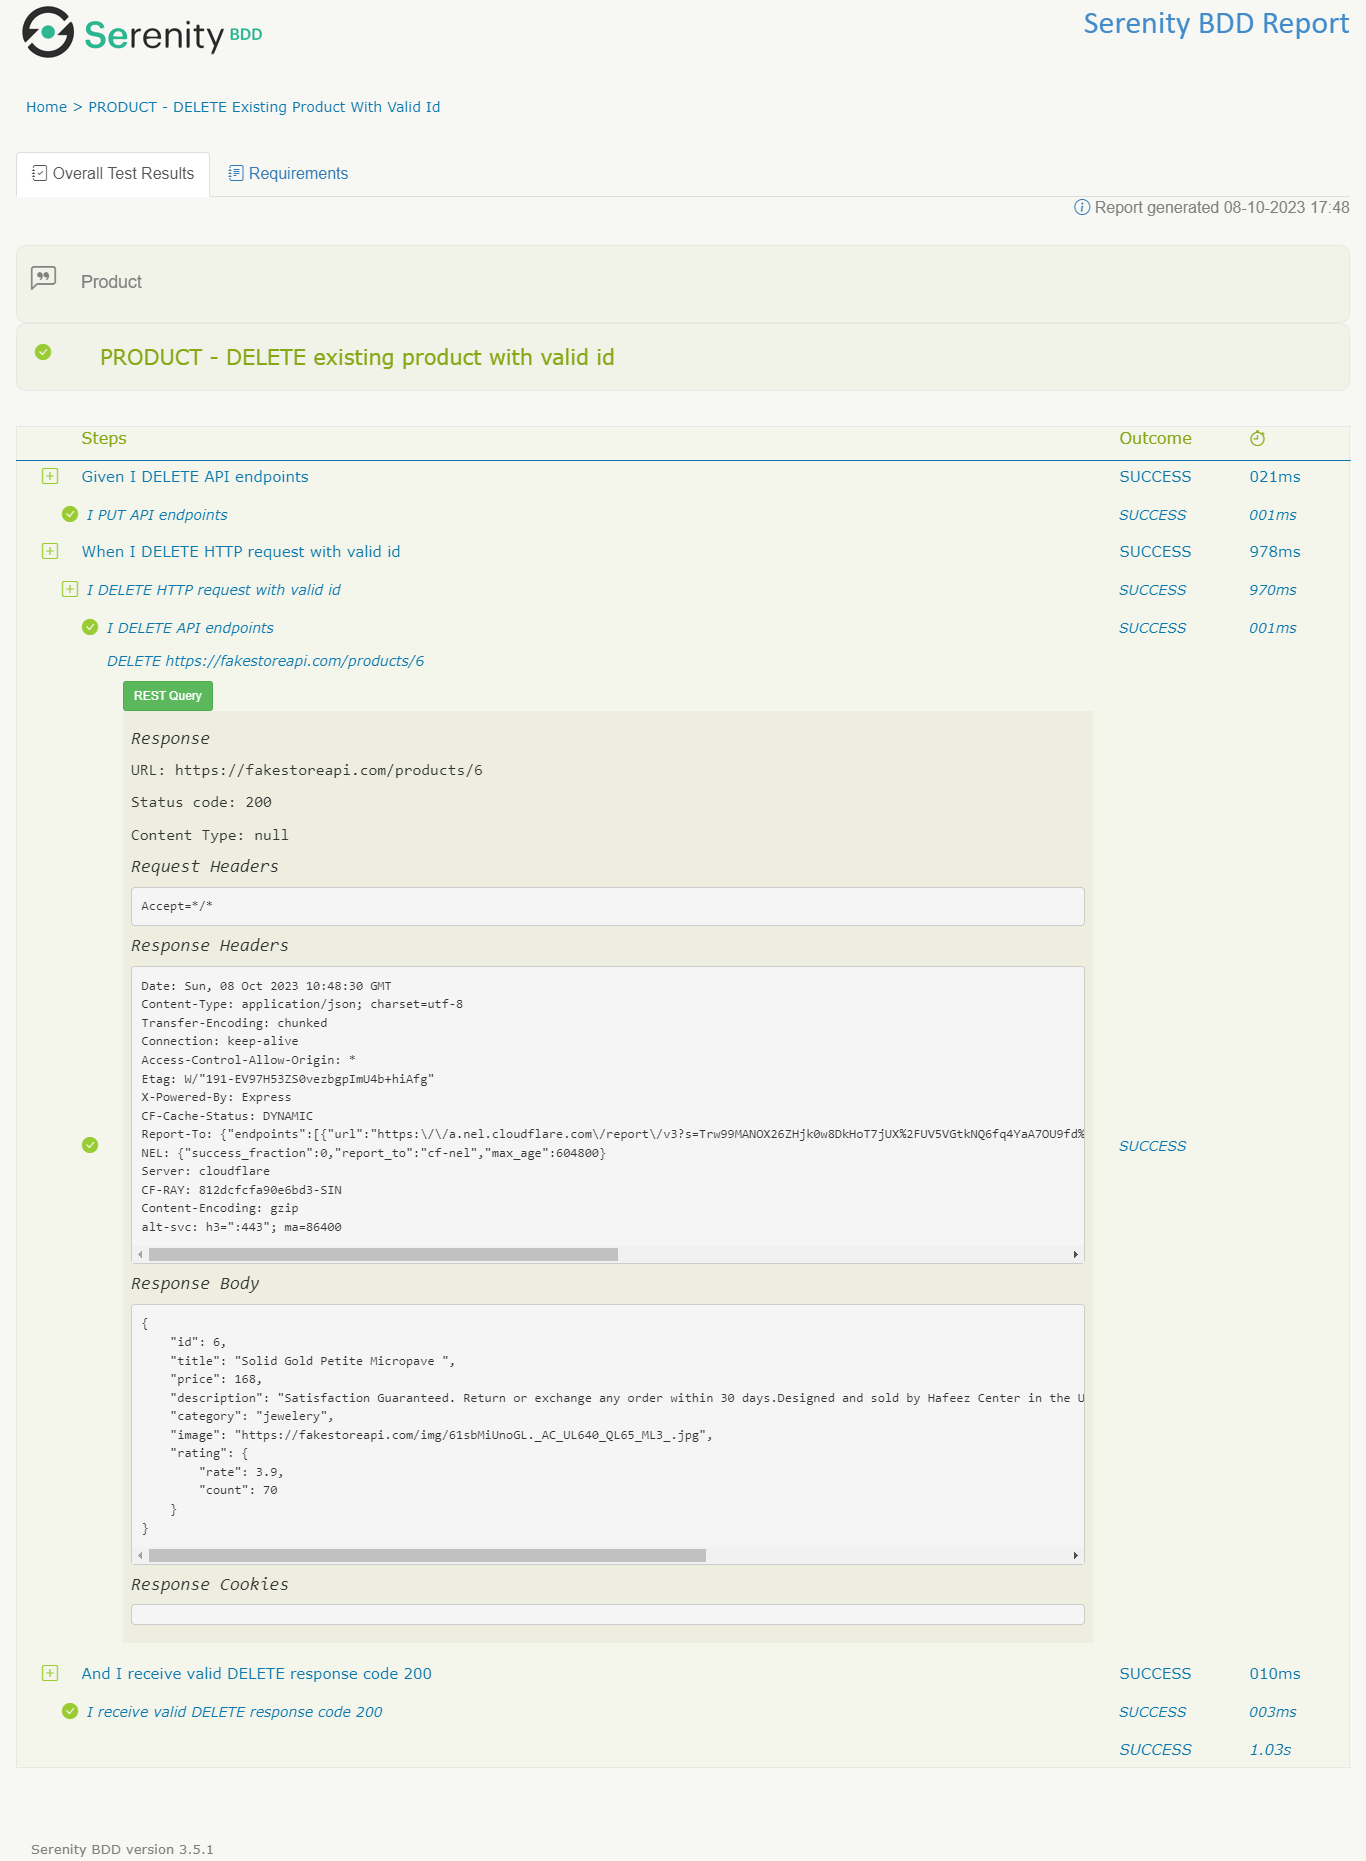 Serenity BDD
Serenity BDD Report
Home > PRODUCT - DELETE Existing Product With Valid Id
Overall Test Results
Requirements
Report generated 08-10-2023 17:48
Product
PRODUCT - DELETE existing product with valid id
Steps Outcome
Given I DELETE API endpoints SUCCESS 021ms
I PUT API endpoints SUCCESS 001ms
When I DELETE HTTP request with valid id SUCCESS 978ms
I DELETE HTTP request with valid id SUCCESS 970ms
I DELETE API endpoints SUCCESS 001ms
DELETE https://fakestoreapi.com/products/6
REST Query
Response
URL: https://fakestoreapi.com/products/6
Status code: 200
Content Type: null
Request Headers
Accept=*/*
Response Headers
Date: Sun, 08 Oct 2023 10:48:30 GMT
Content-Type: application/json; charset=utf-8
Transfer-Encoding: chunked
Connection: keep-alive
Access-Control-Allow-Origin: *
Etag: W/"191-EV97H53ZS0vezbgpImU4b+hiAfg"
X-Powered-By: Express
CF-Cache-Status: DYNAMIC
Report-To: {"endpoints":[{"url":"https:\/\/a.nel.cloudflare.com\/report\/v3?s=Trw99MANOX26ZHjk0w8DkHoT7jUX%2FUV5VGtkNQ6fq4YaA7OU9fd%
NEL: {"success_fraction":0,"report_to":"cf-nel","max_age":604800}
Server: cloudflare
CF-RAY: 812dcfcfa90e6bd3-SIN
Content-Encoding: gzip
alt-svc: h3=":443"; ma=86400
SUCCESS
Response Body
{
"id": 6,
"title": "Solid Gold Petite Micropave ",
"price": 168,
"description": "Satisfaction Guaranteed. Return or exchange any order within 30 days.Designed and sold by Hafeez Center in the U
"category": "jewelery",
"image": "https://fakestoreapi.com/img/61sbMiUnoGL._AC_UL640_QL65_ML3_.jpg",
"rating": {
"rate": 3.9,
"count": 70
}
}
Response Cookies
And I receive valid DELETE response code 200 SUCCESS 010ms
I receive valid DELETE response code 200 SUCCESS 003ms
SUCCESS 1.03s
Serenity BDD version 3.5.1